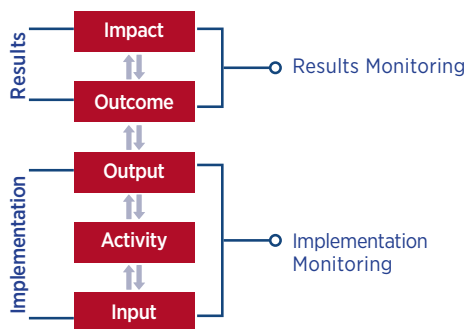 Results
Impact
Outcome
Results Monitoring
Implementation
Output
Activity
Input
Implementation
Monitoring